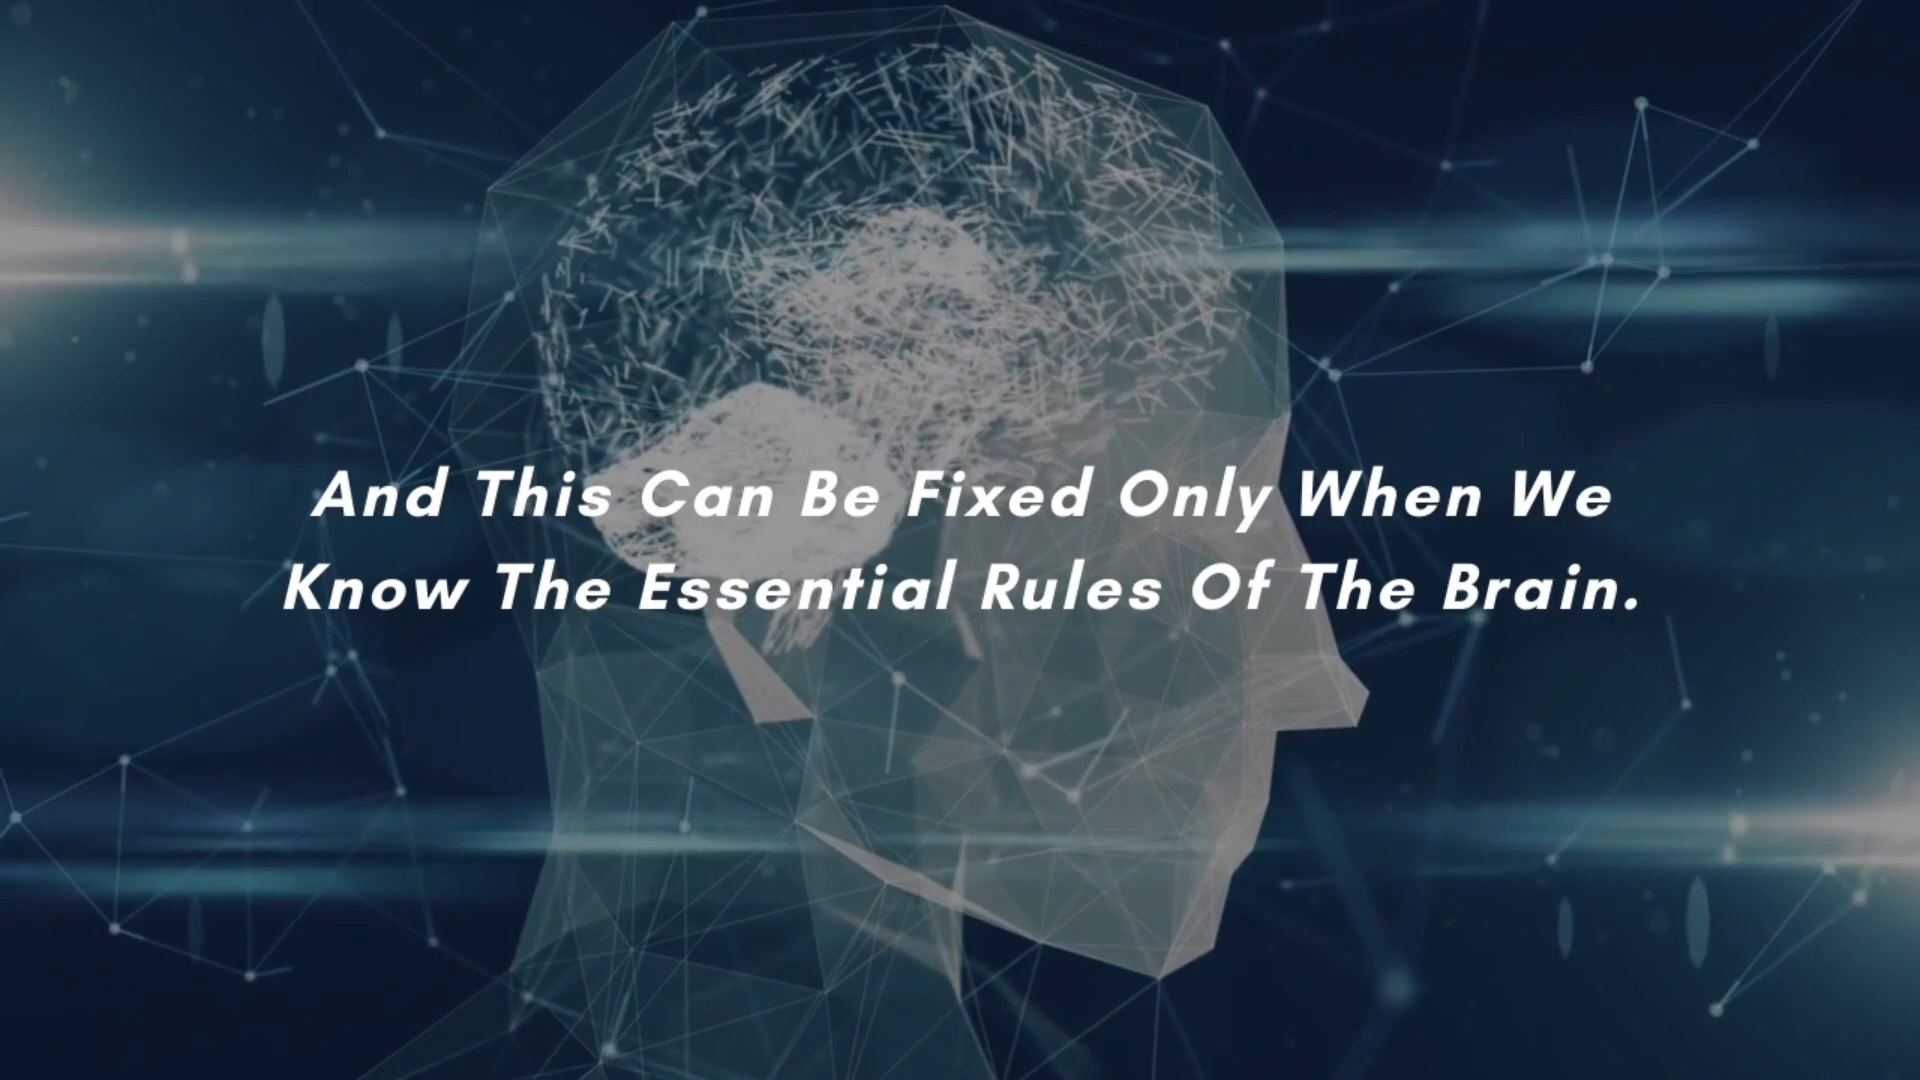 And This Can Be Fixed Only When We
Know The Essential Rules Of The Brain.